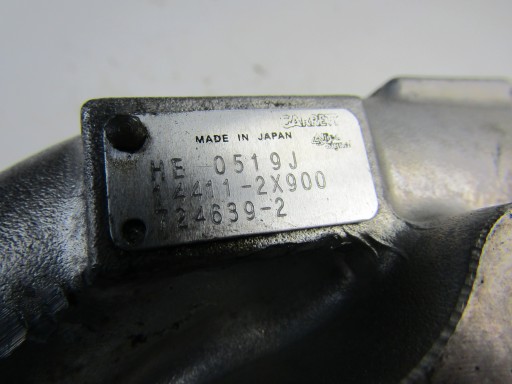 GARRETT
MADE IN JAPAN
HE 0519J
14411-2X900
724639-2